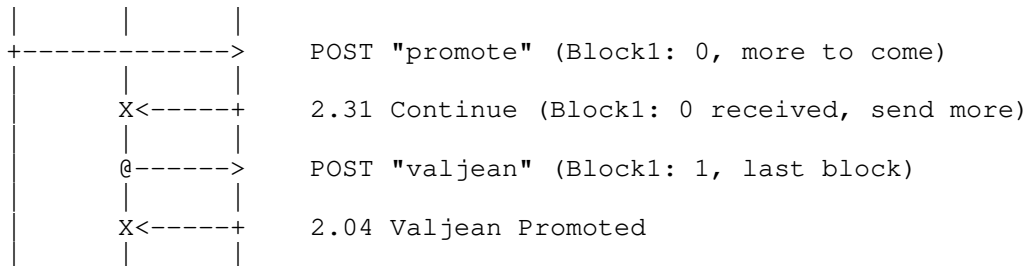 |      |      |
+-------------> POST "promote" (Block1: 0, more to come)
|      |      |
|      X<-----+ 2.31 Continue (Block1: 0 received, send more)
|      |      |
|      @------> POST "valjean" (Block1: 1, last block)
|      |      |
|      X<-----+ 2.04 Valjean Promoted
|      |      |